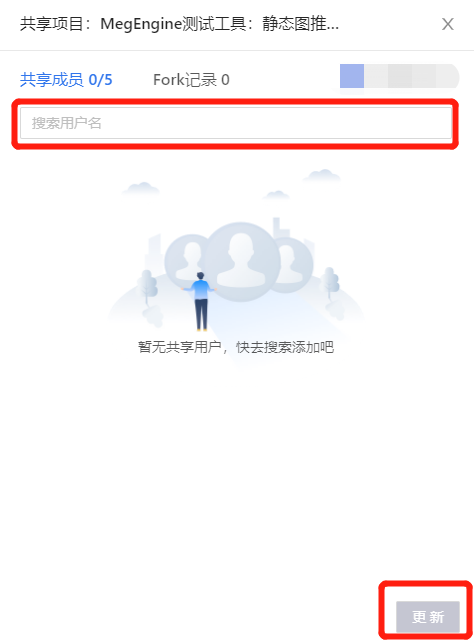 共享项目：MegEngine测试工具：静态图推...
共享成员 0/5 Fork记录 0
搜索用户名
暂无共享用户，快去搜索添加吧
更新